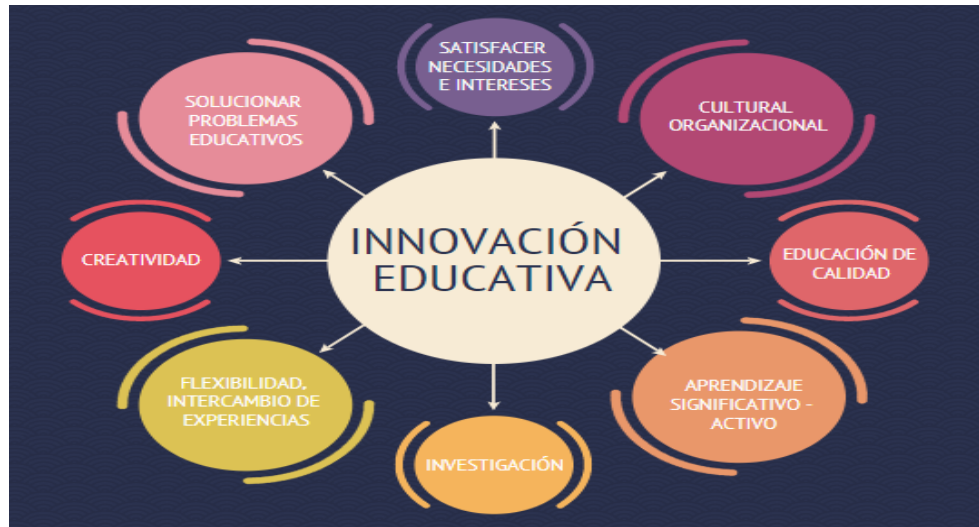 SATISFACER
NECESIDADES
E INTERESES
SOLUCIONAR
PROBLEMAS
EDUCATIVOS
CULTURAL
ORGANIZACIONAL
INNOVACIÓN
EDUCATIVA
CREATIVIDAD
EDUCACIÓN DE
CALIDAD
FLEXIBILIDAD,
INTERCAMBIO DE
EXPERIENCIAS
APRENDIZAJE
SIGNIFICATIVO -
ACTIVO
INVESTIGACIÓN